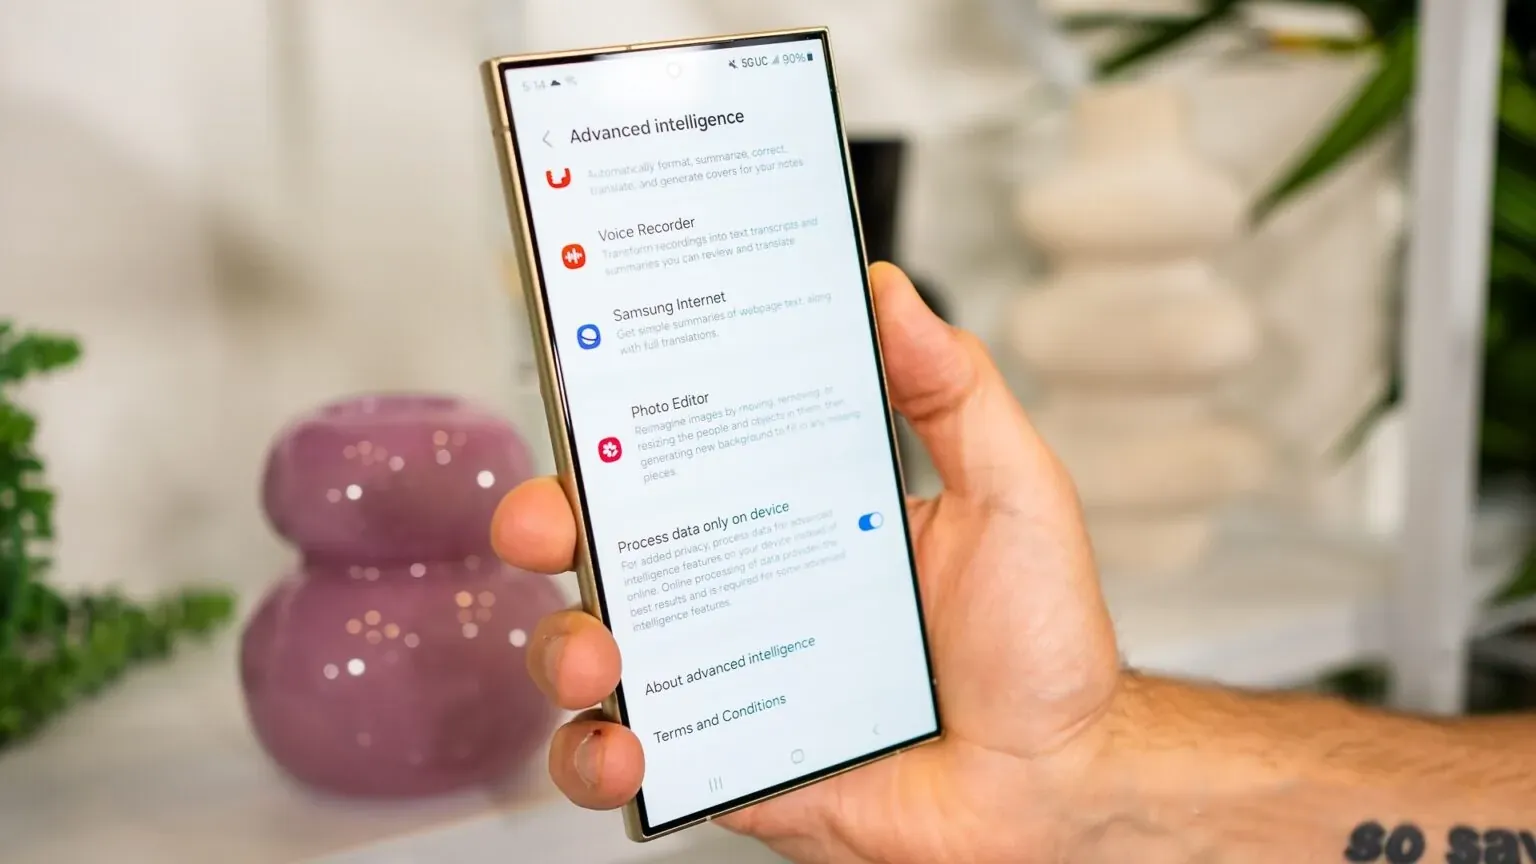 5:14
5GUC 90%
Advanced intelligence
Automatically format, summarize, correct,
translate, and generate covers for your notes
Voice Recorder
Transform recordings into text transcripts and
summaries you can review and translate.
Samsung Internet
Get simple summaries of webpage text, along
with full translations.
Photo Editor
Reimagine images by moving, removing, or
resizing the people and objects in them, then
generating new background to fill in any missing
pieces.
Process data only on device
For added privacy, process data for advanced
intelligence features on your device instead of
online. Online processing of data provides the
best results and is required for some advanced
intelligence features.
About advanced intelligence
Terms and Conditions
so sav